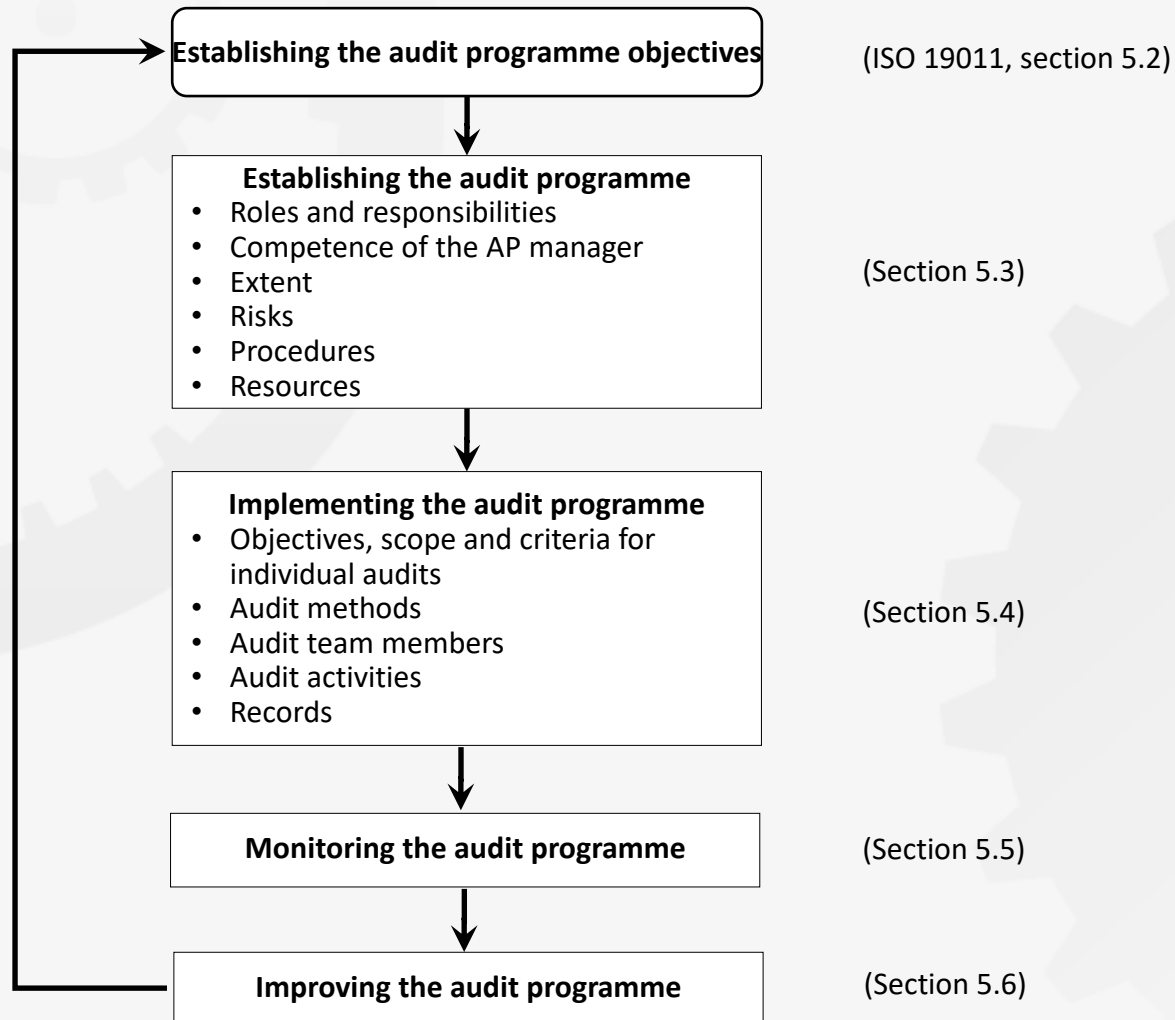 Establishing the audit programme objectives
(ISO 19011, section 5.2)
Establishing the audit programme
• Roles and responsibilities
• Competence of the AP manager
• Extent
• Risks
• Procedures
• Resources
(Section 5.3)
Implementing the audit programme
• Objectives, scope and criteria for
individual audits
• Audit methods
• Audit team members
• Audit activities
• Records
(Section 5.4)
Monitoring the audit programme
(Section 5.5)
Improving the audit programme
(Section 5.6)